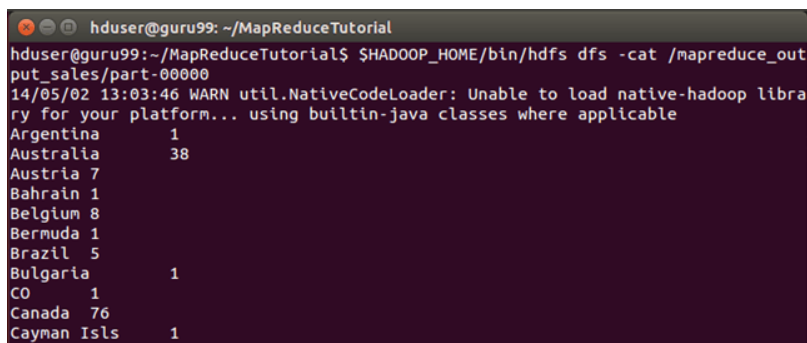 hduser@guru99: ~/MapReduceTutorial
hduser@guru99:~/MapReduceTutorial$ $HADOOP_HOME/bin/hdfs dfs -cat /mapreduce_out
put_sales/part-00000
14/05/02 13:03:46 WARN util.NativeCodeLoader: Unable to load native-hadoop libra
ry for your platform... using builtin-java classes where applicable
Argentina 1
Australia 38
Austria 7
Bahrain 1
Belgium 8
Bermuda 1
Brazil 5
Bulgaria 1
CO 1
Canada 76
Cayman Isls 1